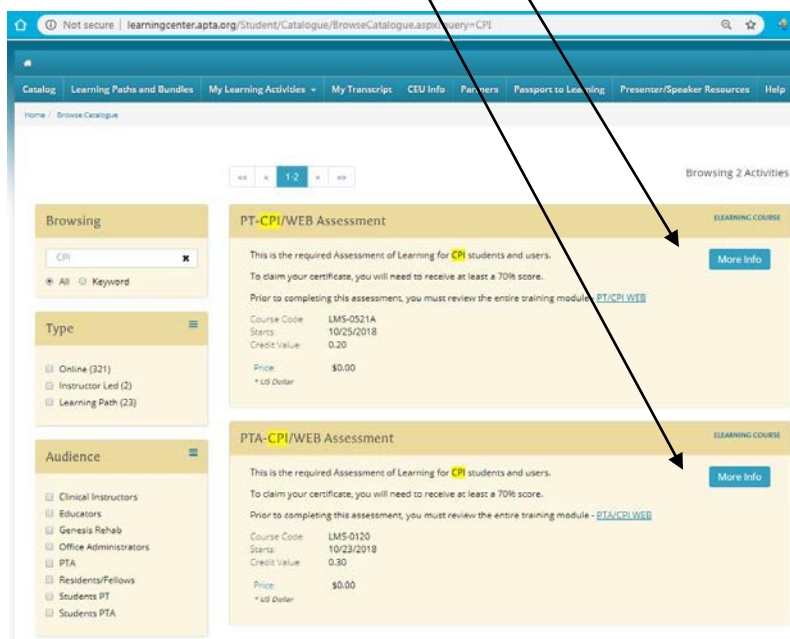 Not secure | learningcenter.apta.org/Student/Catalogue/BrowseCatalogue.aspx?query=CPI
Catalog Learning Paths and Bundles My Learning Activities My Transcript CEU Info Partners Passport to Learning Presenter/Speaker Resources Help
Home / Browse Catalogue
«« « 1-2 » »»
Browsing 2 Activities
Browsing
CPI ✖
All Keyword
Type
Online (321)
Instructor Led (2)
Learning Path (23)
Audience
Clinical Instructors
Educators
Genesis Rehab
Office Administrators
PTA
Residents/Fellows
Students PT
Students PTA
PT-CPI/WEB Assessment
ELEARNING COURSE
This is the required Assessment of Learning for CPI students and users.
More Info
To claim your certificate, you will need to receive at least a 70% score.
Prior to completing this assessment, you must review the entire training module - PT/CPI WEB
Course Code: LMS-0521A
Starts: 10/25/2018
Credit Value: 0.20
Price: $0.00
* US Dollar
PTA-CPI/WEB Assessment
ELEARNING COURSE
This is the required Assessment of Learning for CPI students and users.
More Info
To claim your certificate, you will need to receive at least a 70% score.
Prior to completing this assessment, you must review the entire training module - PTA/CPI WEB
Course Code: LMS-0120
Starts: 10/23/2018
Credit Value: 0.30
Price: $0.00
* US Dollar